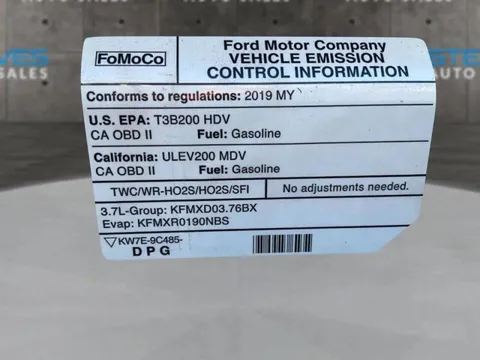 FoMoCo
Ford Motor Company
VEHICLE EMISSION
CONTROL INFORMATION
Conforms to regulations: 2019 MY
U.S. EPA: T3B200 HDV
CA OBD II Fuel: Gasoline
California: ULEV200 MDV
CA OBD II Fuel: Gasoline
TWC/WR-HO2S/HO2S/SFI No adjustments needed.
3.7L-Group: KFMXD03.76BX
Evap: KFMXR0190NBS
KW7E-9C485-
DPG
SALES
AUTO